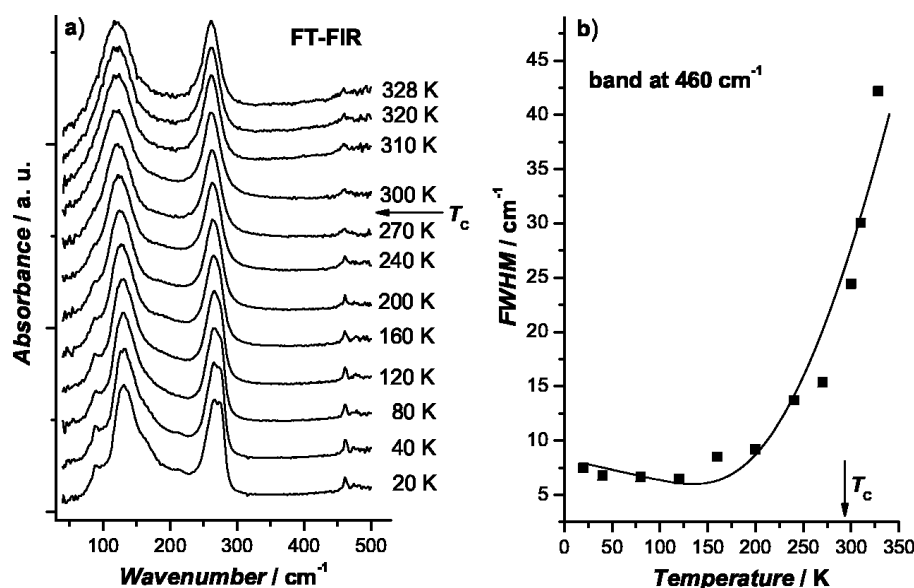 a)
FT-FIR
328 K
320 K
310 K
300 K
T_C
270 K
240 K
200 K
160 K
120 K
80 K
40 K
20 K
Absorbance / a. u.
100 200 300 400 500
Wavenumber / cm⁻¹
b)
band at 460 cm⁻¹
45
40
35
30
25
20
15
10
5
FWHM / cm⁻¹
T_C
0 50 100 150 200 250 300 350
Temperature / K